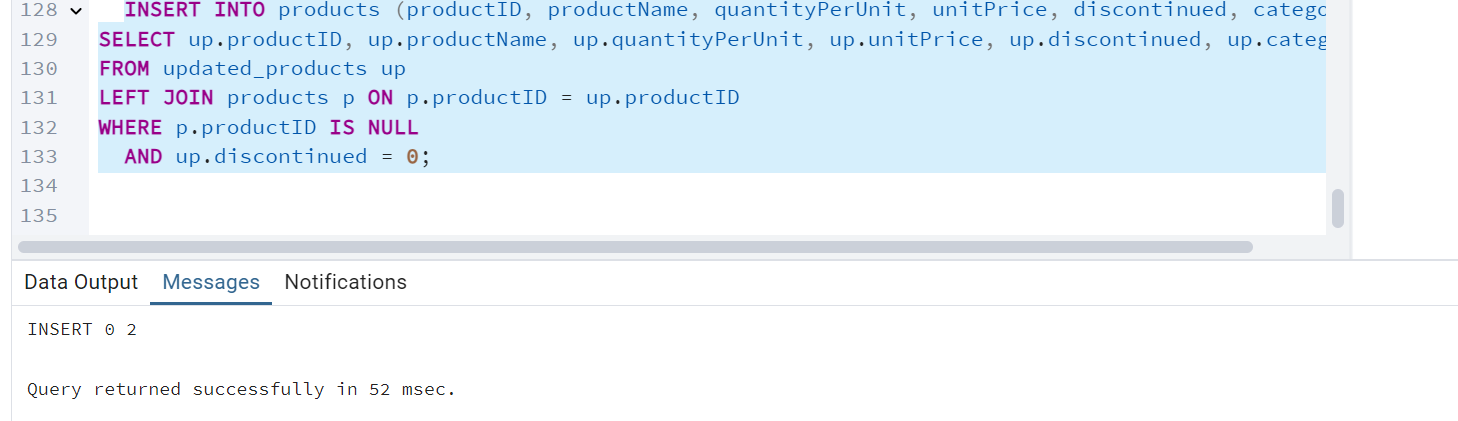 128 INSERT INTO products (productID, productName, quantityPerUnit, unitPrice, discontinued, catego
129 SELECT up.productID, up.productName, up.quantityPerUnit, up.unitPrice, up.discontinued, up.categ
130 FROM updated_products up
131 LEFT JOIN products p ON p.productID = up.productID
132 WHERE p.productID IS NULL
133 AND up.discontinued = 0;
134
135
Data Output Messages Notifications
INSERT 0 2
Query returned successfully in 52 msec.